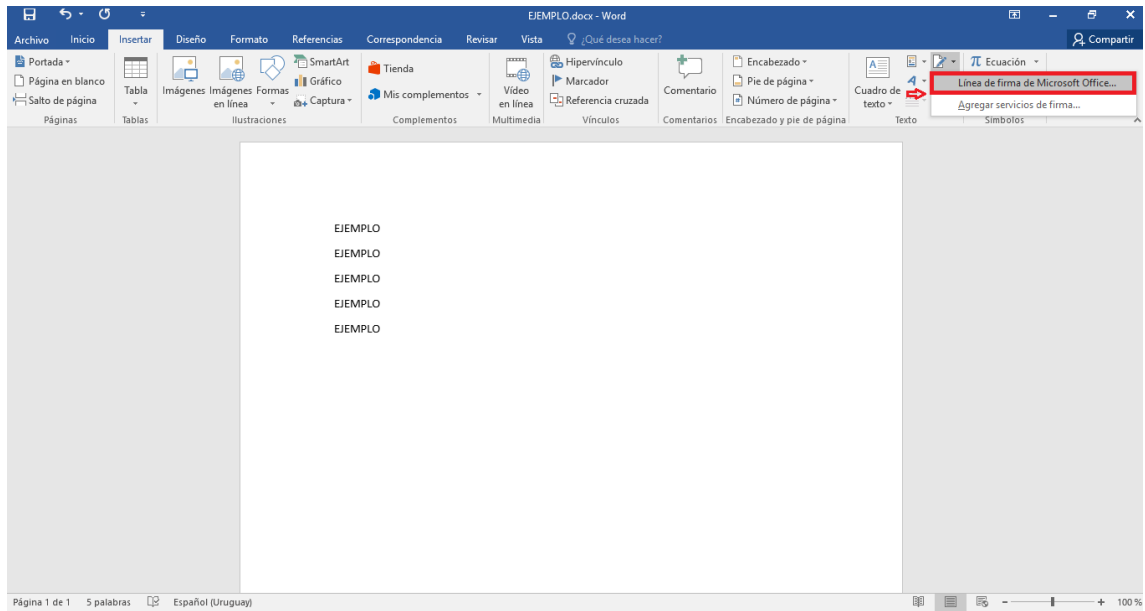 EJEMPLO.docx - Word
Archivo Inicio Insertar Diseño Formato Referencias Correspondencia Revisar Vista ¿Qué desea hacer? Compartir
Portada
Página en blanco
Salto de página
Páginas
Tabla
Tablas
Imágenes
Imágenes en línea
Formas
SmartArt
Gráfico
Captura
Ilustraciones
Tienda
Mis complementos
Complementos
Vídeo
en línea
Multimedia
Hipervínculo
Marcador
Referencia cruzada
Vínculos
Comentario
Comentarios
Encabezado
Pie de página
Número de página
Encabezado y pie de página
Cuadro de
texto
Texto
π Ecuación
Línea de firma de Microsoft Office...
Agregar servicios de firma...
Símbolos
EJEMPLO
EJEMPLO
EJEMPLO
EJEMPLO
EJEMPLO
Página 1 de 1 5 palabras Español (Uruguay) 100 %